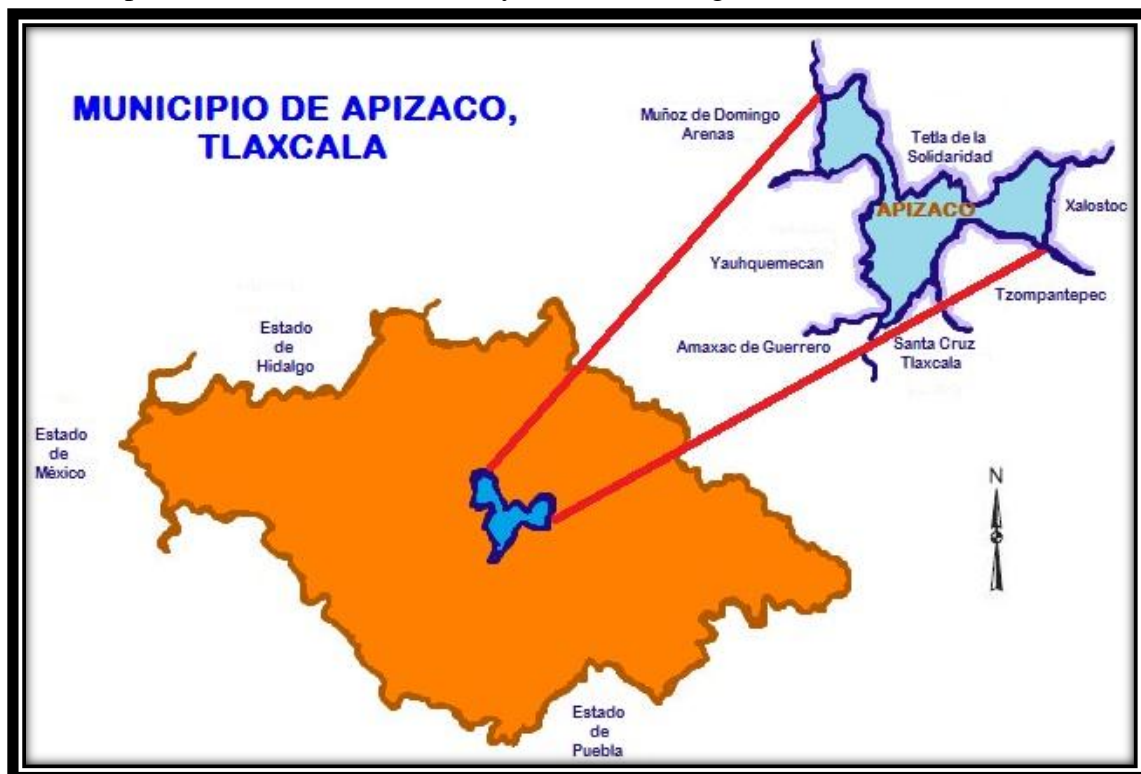 MUNICIPIO DE APIZACO,
TLAXCALA
Muñoz de Domingo
Arenas
Tetla de la
Solidaridad
APIZACO
Xalostoc
Yauhquemecan
Tzompantepec
Amaxac de Guerrero
Santa Cruz
Tlaxcala
Estado
de
Hidalgo
Estado
de
México
N
Estado
de
Puebla